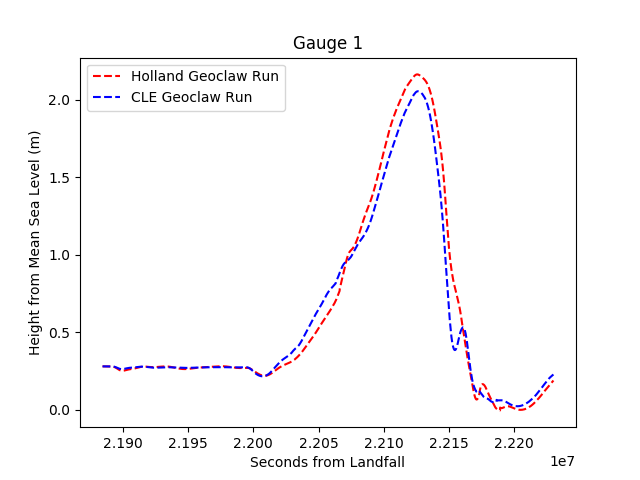 Gauge 1
Holland Geoclaw Run
CLE Geoclaw Run
Height from Mean Sea Level (m)
2.0
1.5
1.0
0.5
0.0
2.190 2.195 2.200 2.205 2.210 2.215 2.220
1e7
Seconds from Landfall